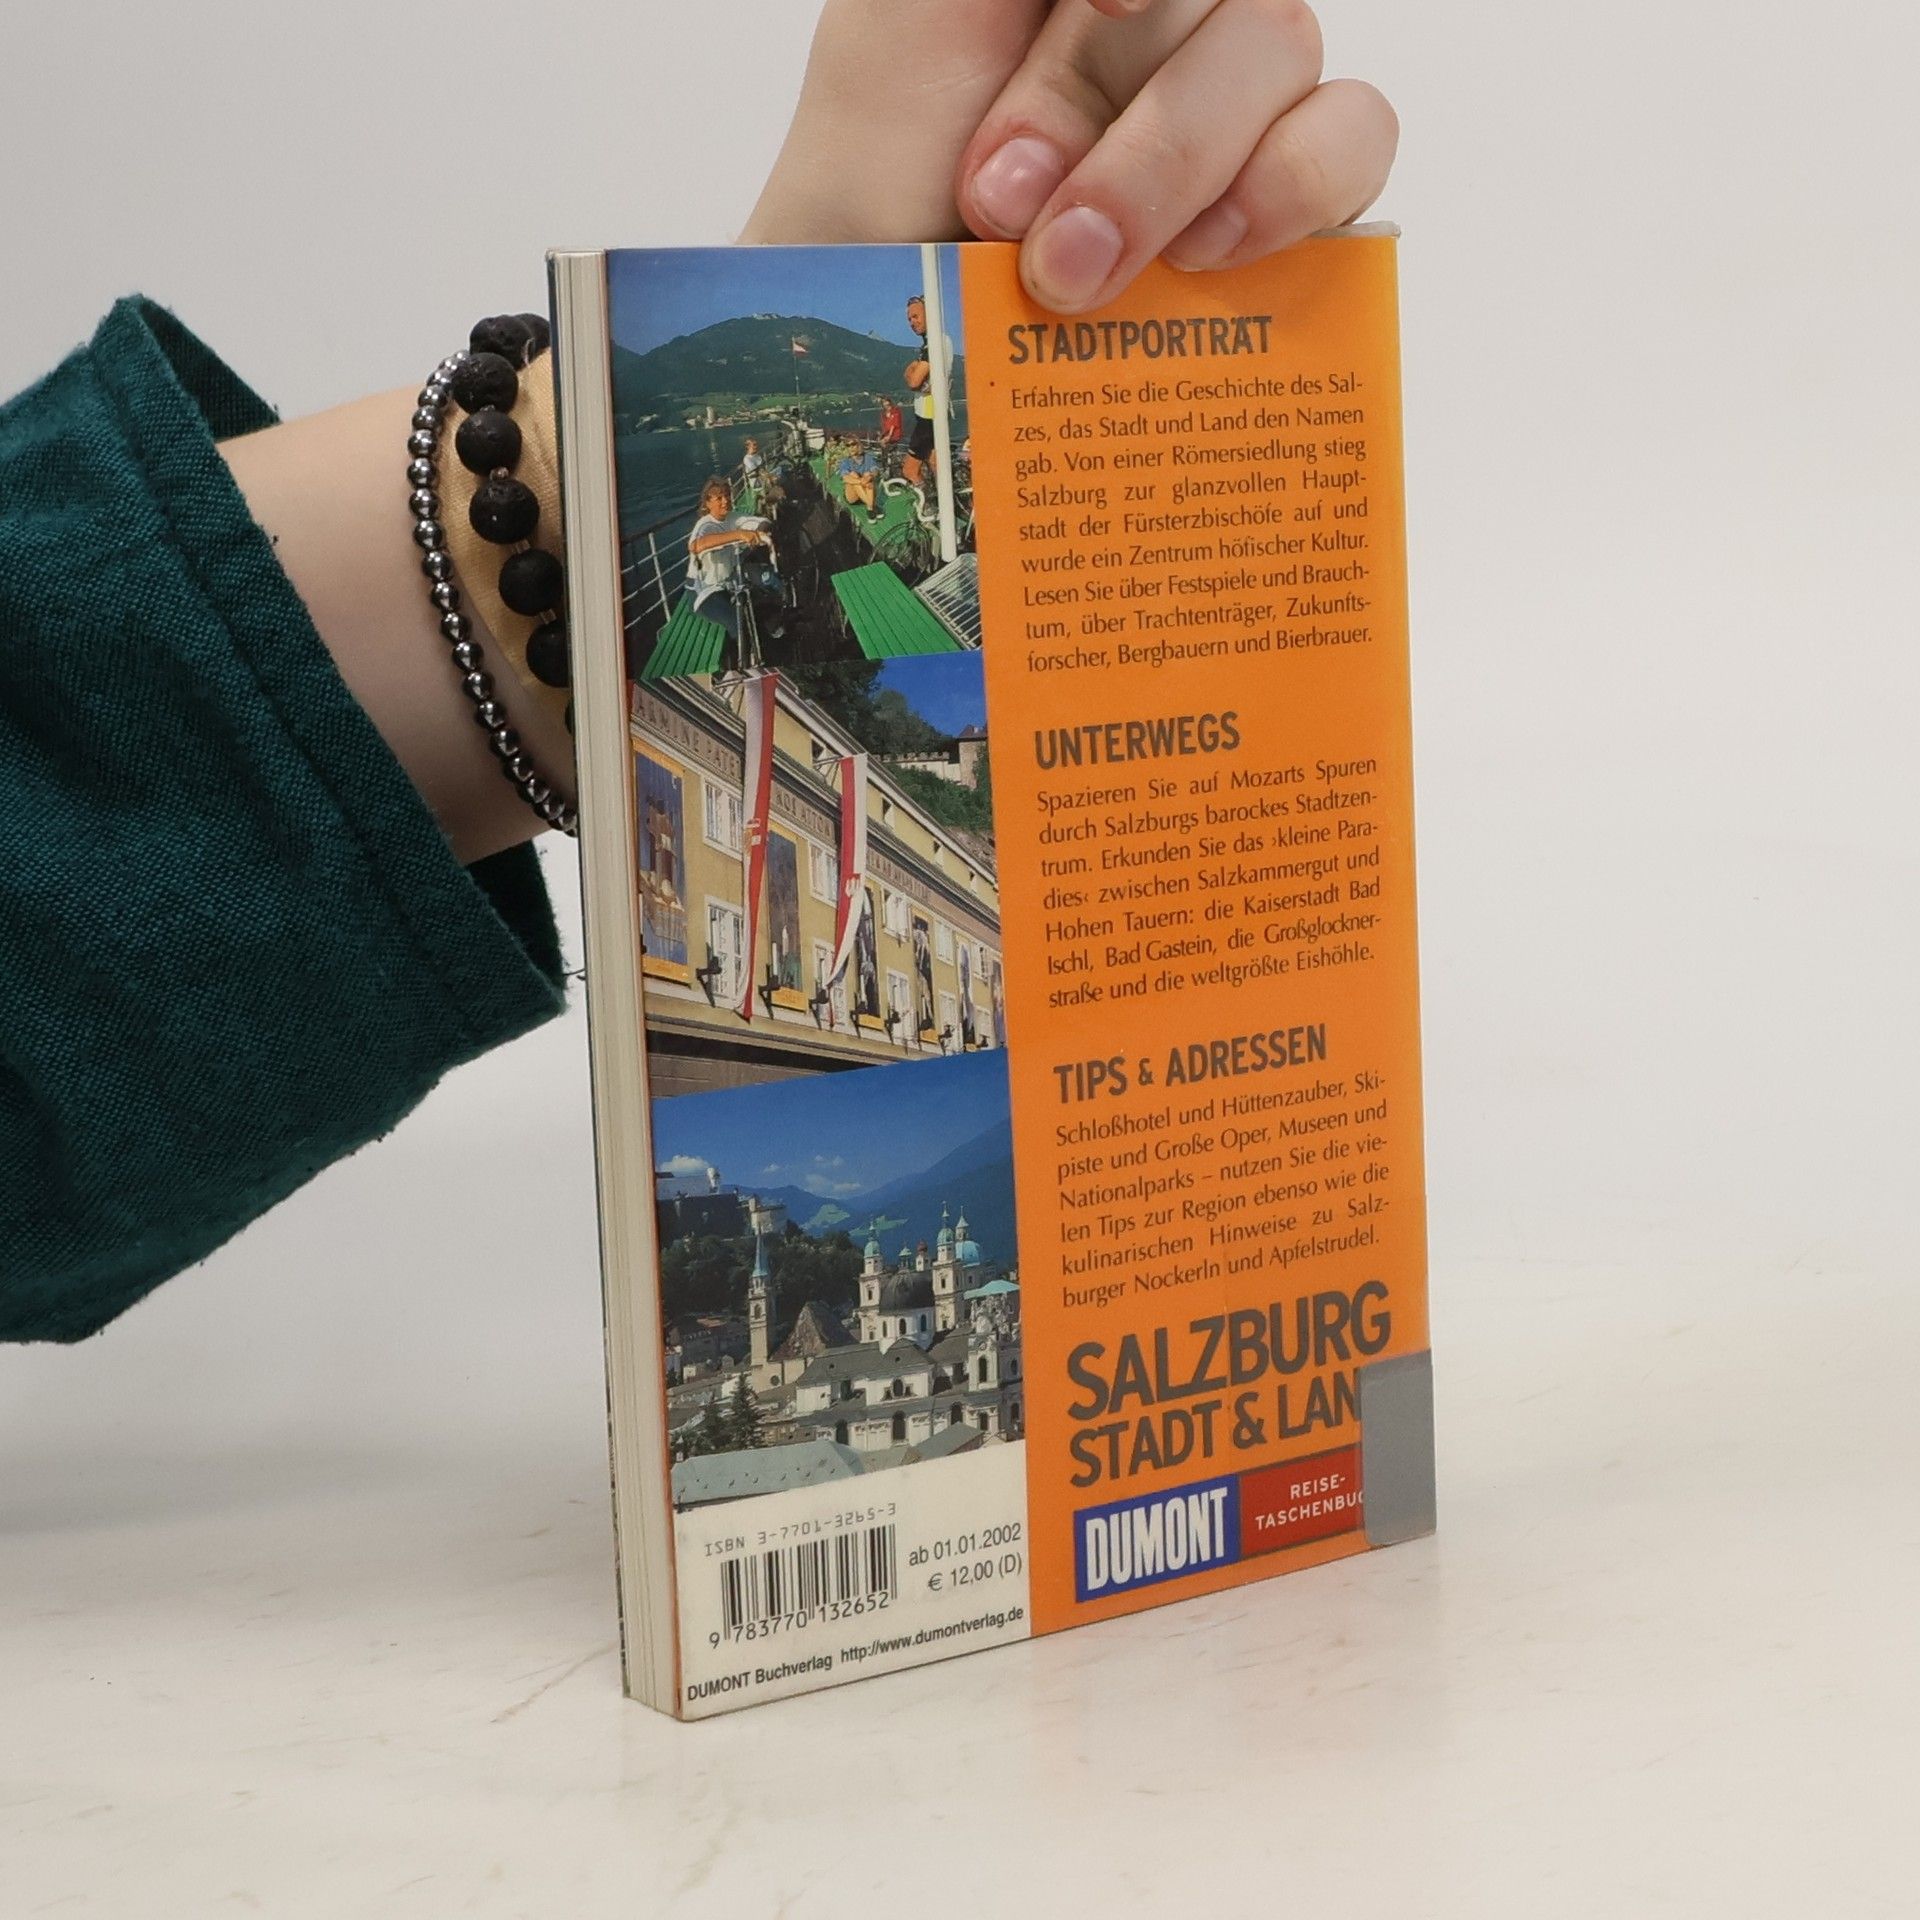 STADTPORTRÄT
Erfahren Sie die Geschichte des Sal-
zes, das Stadt und Land den Namen
gab. Von einer Römersiedlung stieg
Salzburg zur glanzvollen Haupt-
stadt der Fürsterzbischöfe auf und
wurde ein Zentrum höfischer Kultur.
Lesen Sie über Festspiele und Brauch-
tum, über Trachtenträger, Zukunfts-
forscher, Bergbauern und Bierbrauer.
UNTERWEGS
Spazieren Sie auf Mozarts Spuren
durch Salzburgs barockes Stadtzen-
trum. Erkunden Sie das ›kleine Para-
dies‹ zwischen Salzkammergut und
Hohen Tauern: die Kaiserstadt Bad
Ischl, Bad Gastein, die Großglockner-
straße und die weltgrößte Eishöhle.
TIPS & ADRESSEN
Schloßhotel und Hüttenzauber, Ski-
piste und Große Oper, Museen und
Nationalparks – nutzen Sie die vie-
len Tips zur Region ebenso wie die
kulinarischen Hinweise zu Salz-
burger Nockerln und Apfelstrudel.
SALZBURG
STADT & LAN
DUMONT
REISE-
TASCHENBUC
ISBN 3-7701-3265-3
9 783770 132652
ab 01.01.2002
€ 12,00 (D)
DUMONT Buchverlag http://www.dumontverlag.de